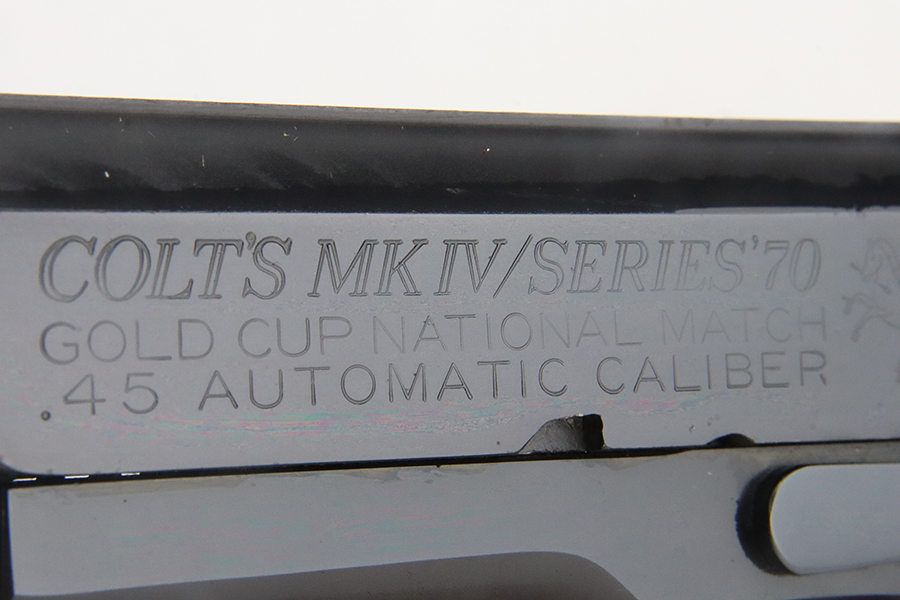 COLT'S MK IV/SERIES'70
GOLD CUP NATIONAL MATCH
.45 AUTOMATIC CALIBER